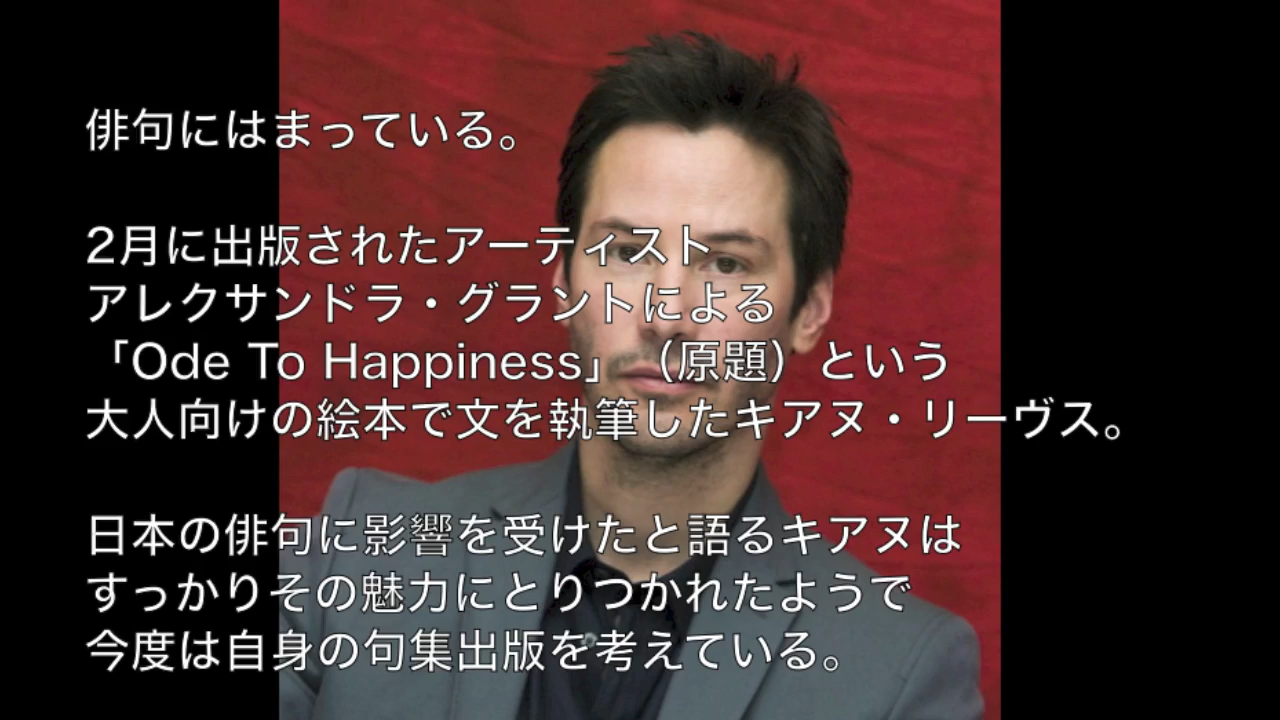 俳句にはまっている。
2月に出版されたアーティスト
アレクサンドラ・グラントによる
「Ode To Happiness」（原題）という
大人向けの絵本で文を執筆したキアヌ・リーヴス。
日本の俳句に影響を受けたと語るキアヌは
すっかりその魅力にとりつかれたようで
今度は自身の句集出版を考えている。